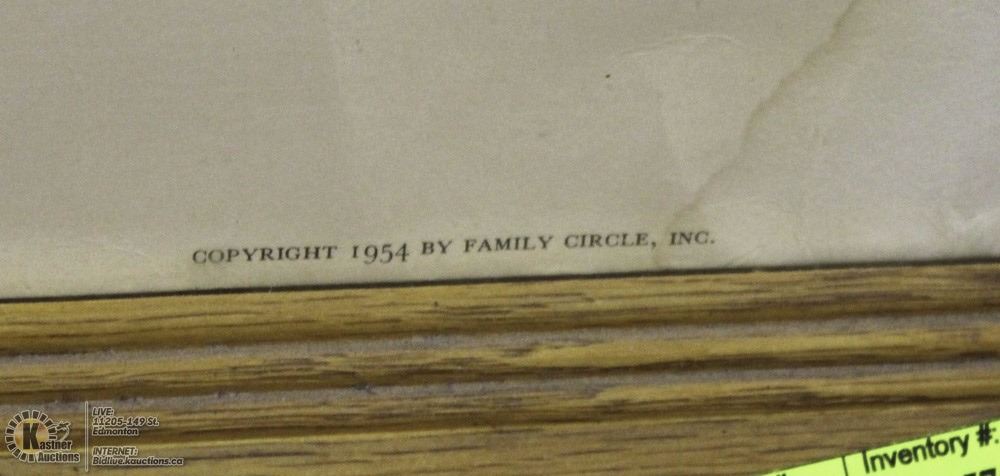 COPYRIGHT 1954 BY FAMILY CIRCLE, INC.
Kastner
Auctions
LIVE:
11205-149 St.
Edmonton
INTERNET:
Bidlive.kauctions.ca
Inventory #: